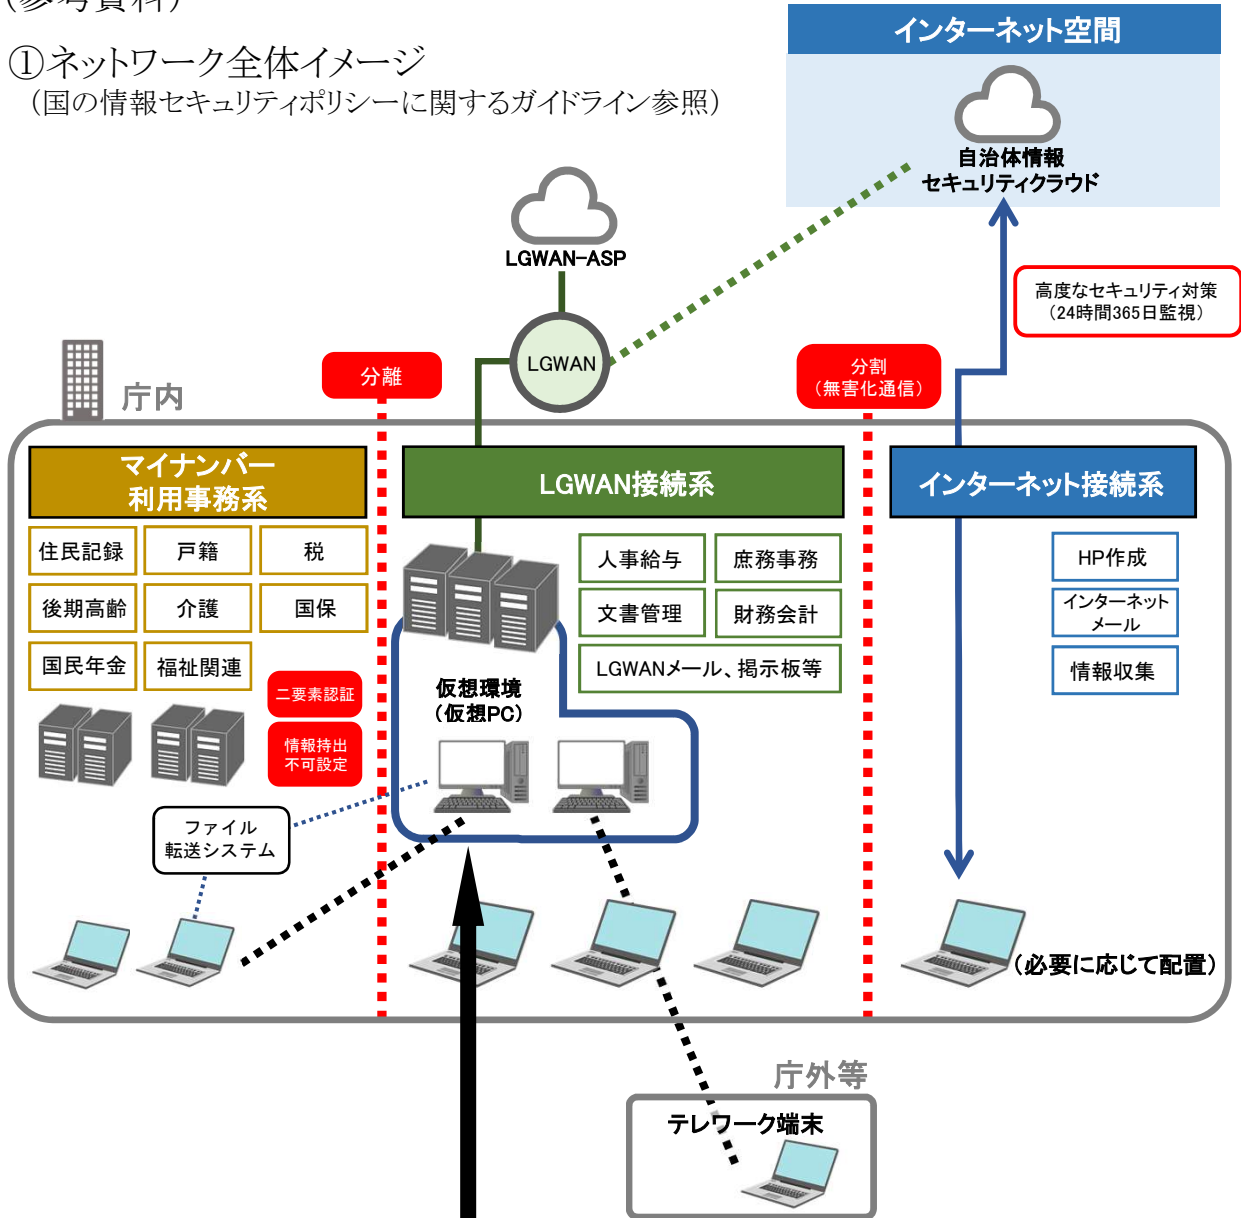 (参考資料)
①ネットワーク全体イメージ
(国の情報セキュリティポリシーに関するガイドライン参照)
インターネット空間
自治体情報
セキュリティクラウド
LGWAN-ASP
LGWAN
高度なセキュリティ対策
(24時間365日監視)
分離
分割
(無害化通信)
庁内
マイナンバー
利用事務系
LGWAN接続系
インターネット接続系
住民記録
戸籍
税
後期高齢
介護
国保
国民年金
福祉関連
二要素認証
情報持出
不可設定
人事給与
庶務事務
文書管理
財務会計
LGWANメール、掲示板等
HP作成
インターネット
メール
情報収集
仮想環境
(仮想PC)
ファイル
転送システム
(必要に応じて配置)
庁外等
テレワーク端末